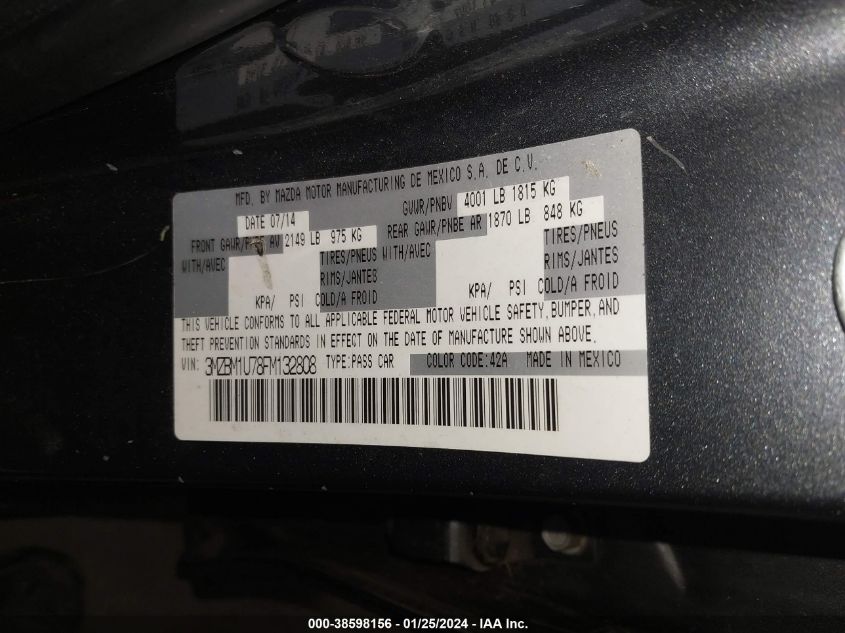 MFD. BY MAZDA MOTOR MANUFACTURING DE MEXICO S.A. DE C.V.
DATE 07/14 GVWR/PNBV 4001 LB 1815 KG
FRONT GAWR/ AV 2149 LB 975 KG REAR GAWR/PNBE AR 1870 LB 848 KG
WITH/AVEC TIRES/PNEUS WITH/AVEC TIRES/PNEUS
RIMS/JANTES RIMS/JANTES
KPA/ PSI COLD/A FROID KPA/ PSI COLD/A FROID
THIS VEHICLE CONFORMS TO ALL APPLICABLE FEDERAL MOTOR VEHICLE SAFETY, BUMPER, AND
THEFT PREVENTION STANDARDS IN EFFECT ON THE DATE OF MANUFACTURE SHOWN ABOVE.
VIN: 3MZBM1U78FM132808 TYPE:PASS CAR COLOR CODE:42A MADE IN MEXICO
000-38598156 — 01/25/2024 — IAA Inc.